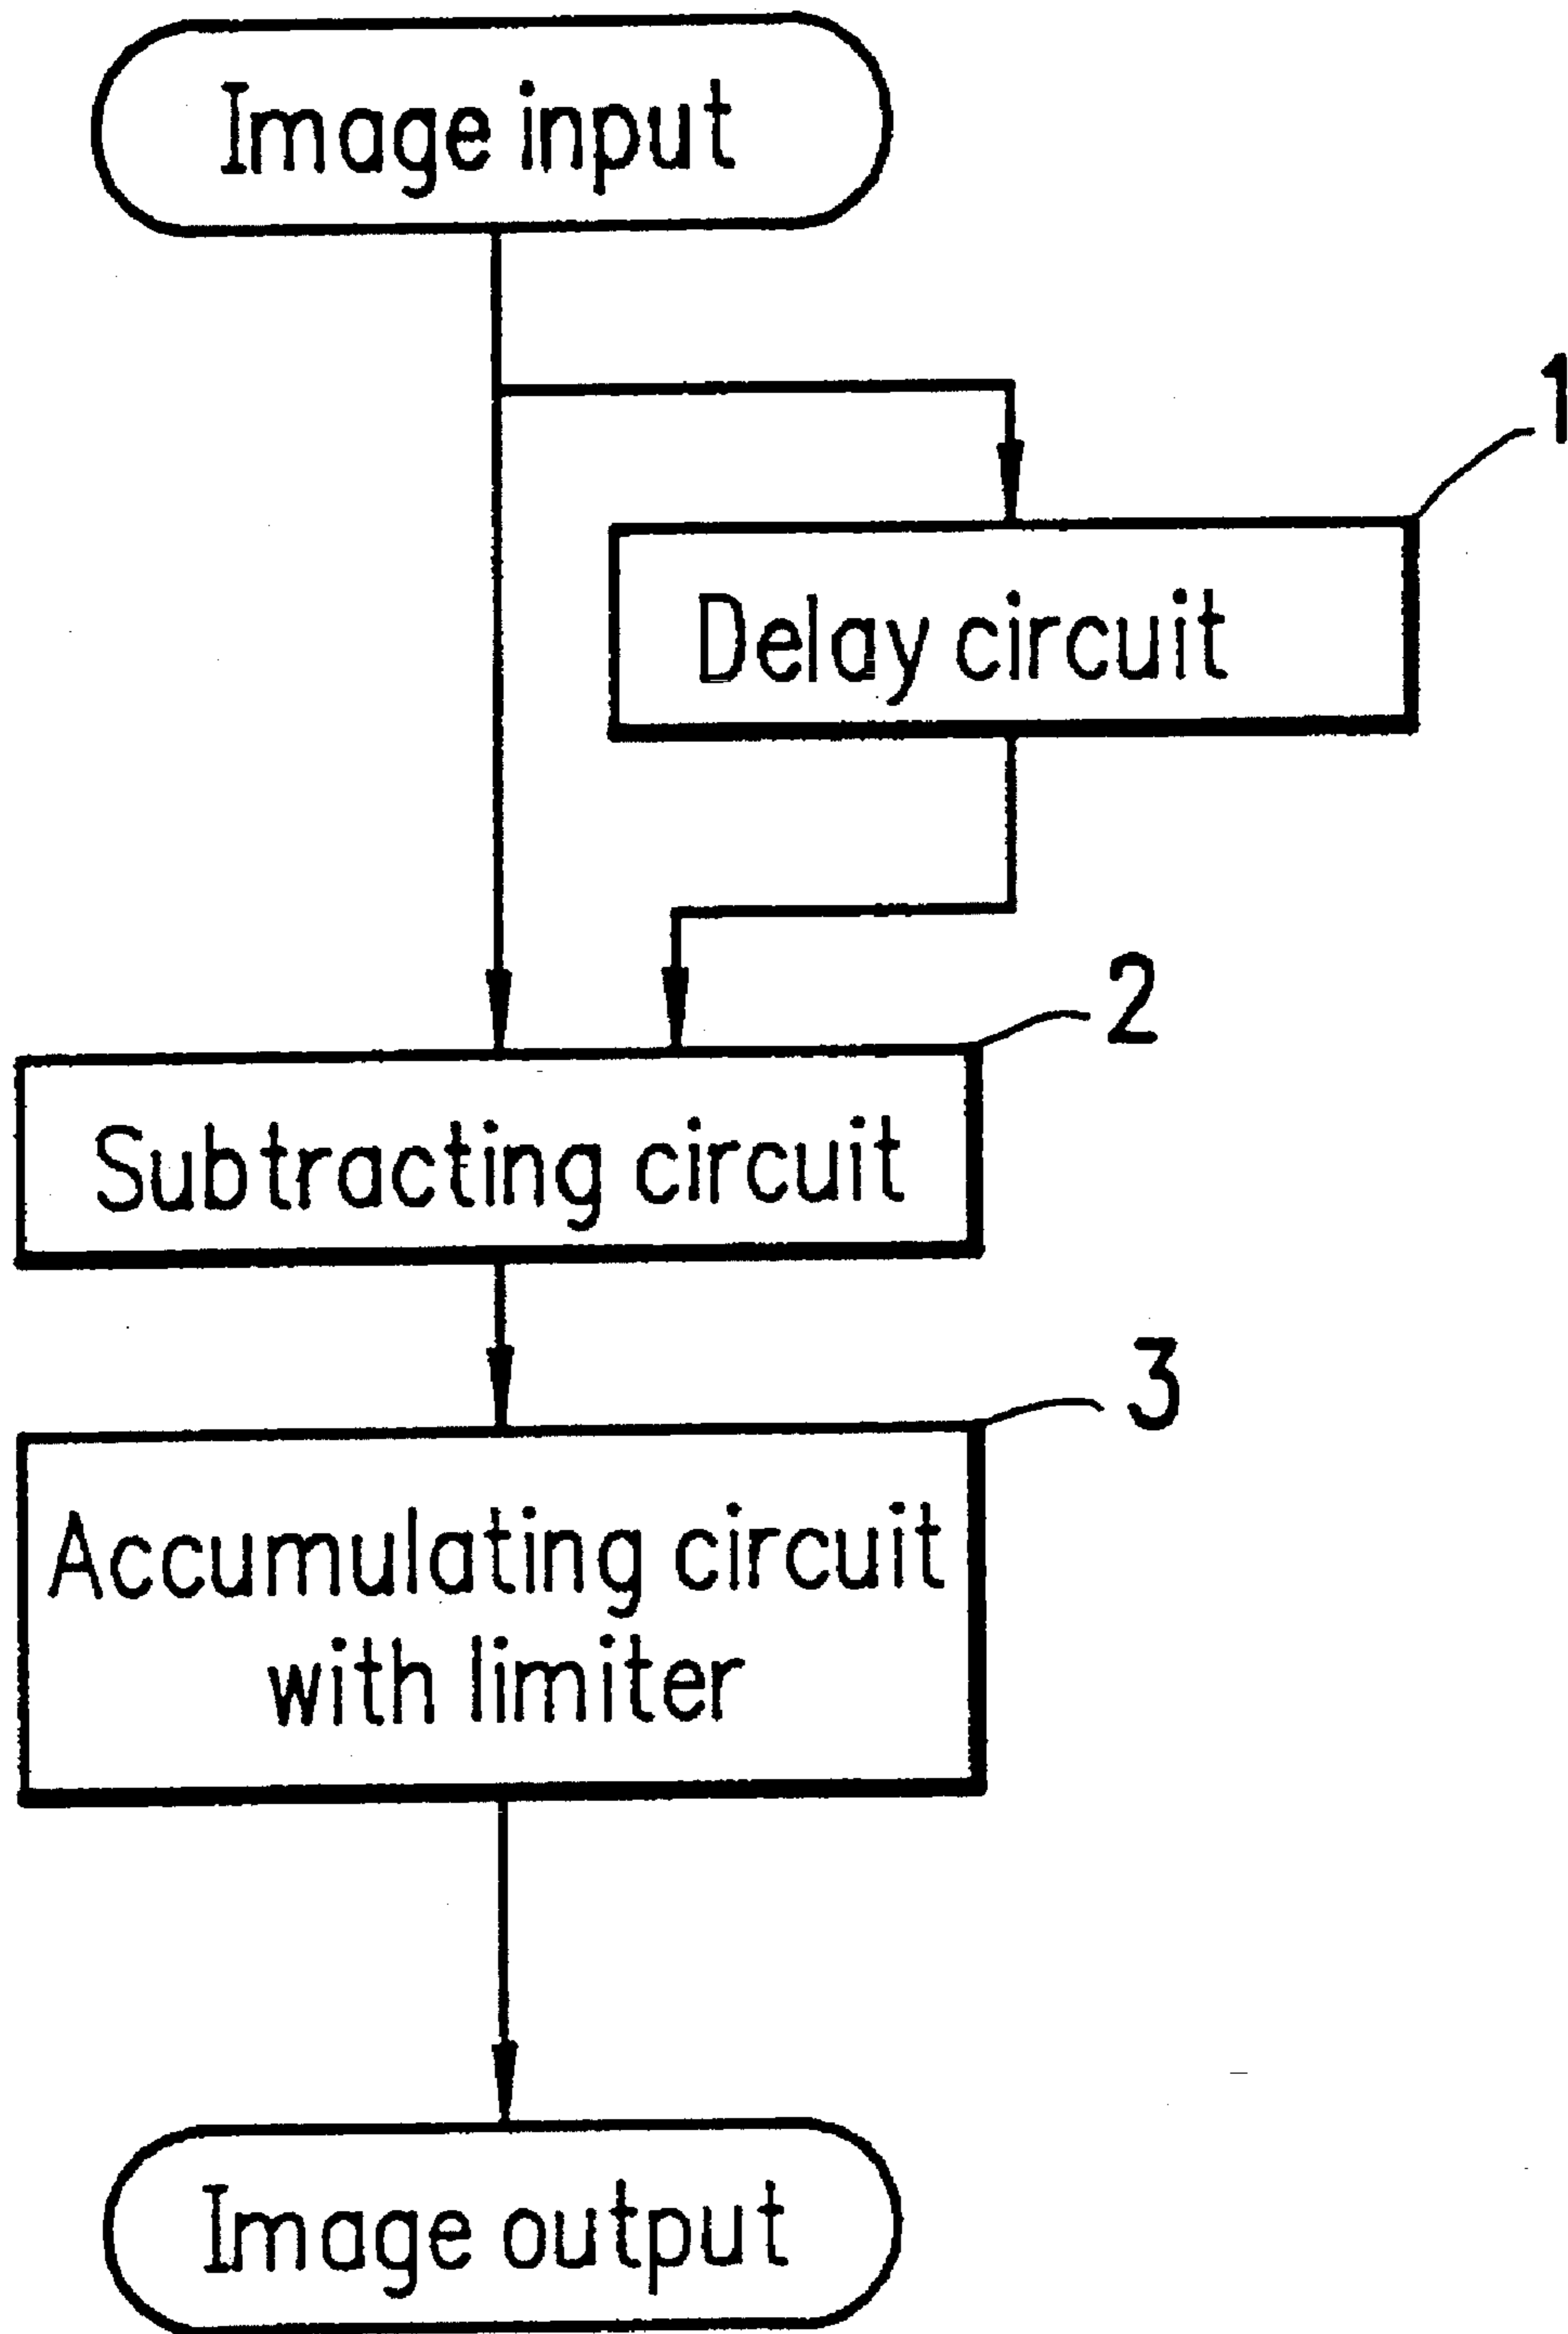 Image input
1
Delay circuit
2
Subtracting circuit
3
Accumulating circuit
with limiter
Image output